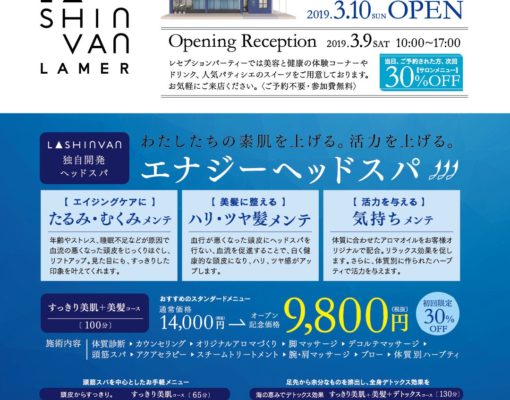 SHIN
VAN
LAMER
2019. 3.10 SUN OPEN
Opening Reception 2019. 3.9 SAT 10:00~17:00
レセプションパーティーでは美容と健康の体験コーナーや
ドリンク、人気パティシエのスイーツをご用意しております。
お気軽にご来店ください。〈ご予約不要・参加費無料〉
当日、ご予約された方、次回
【サロンメニュー】
30%OFF
LASHINVAN
独自開発
ヘッドスパ
わたしたちの素肌を上げる。活力を上げる。
エナジーヘッドスパ
【 エイジングケアに 】
たるみ・むくみメンテ
年齢やストレス、睡眠不足などが原因で
血流の悪くなった頭皮をじっくりほぐし、
リフトアップ。見た目にも、すっきりした
印象を叶えてくれます。
【 美髪に整える 】
ハリ・ツヤ髪メンテ
血行が悪くなった頭皮にヘッドスパを
行ない、血流を促進することで、白く健
康的な頭皮になり、ハリ、ツヤ感がアッ
プします。
【 活力を与える 】
気持ちメンテ
体質に合わせたアロマオイルをお客様オ
リジナルで配合。リラックス効果を促し
ます。さらに、体質別に作られたハーブ
ティで活力を与えます。
すっきり美肌+美髪コース
〔 100分 〕
おすすめのスタンダードメニュー
通常価格
14,000円(税抜)
オープン
記念価格
9,800円(税抜)
初回限定
30%
OFF
施術内容 ▸ 体質診断 ▸ カウンセリング ▸ オリジナルアロマづくり ▸ 脚マッサージ ▸ デコルテマッサージ ▸
頭筋スパ ▸ アクアセラピー ▸ スチームトリートメント ▸ 腕・肩マッサージ ▸ ブロー ▸ 体質別ハーブティ
頭筋スパを中心としたお手軽メニュー
頭皮からすっきり。 すっきり美肌コース〔65分〕
足先から余分なものを排出し、全身デトックス効果を
海の恵みでデトックス効果 すっきり美肌+美髪+デトックスコース〔130分〕